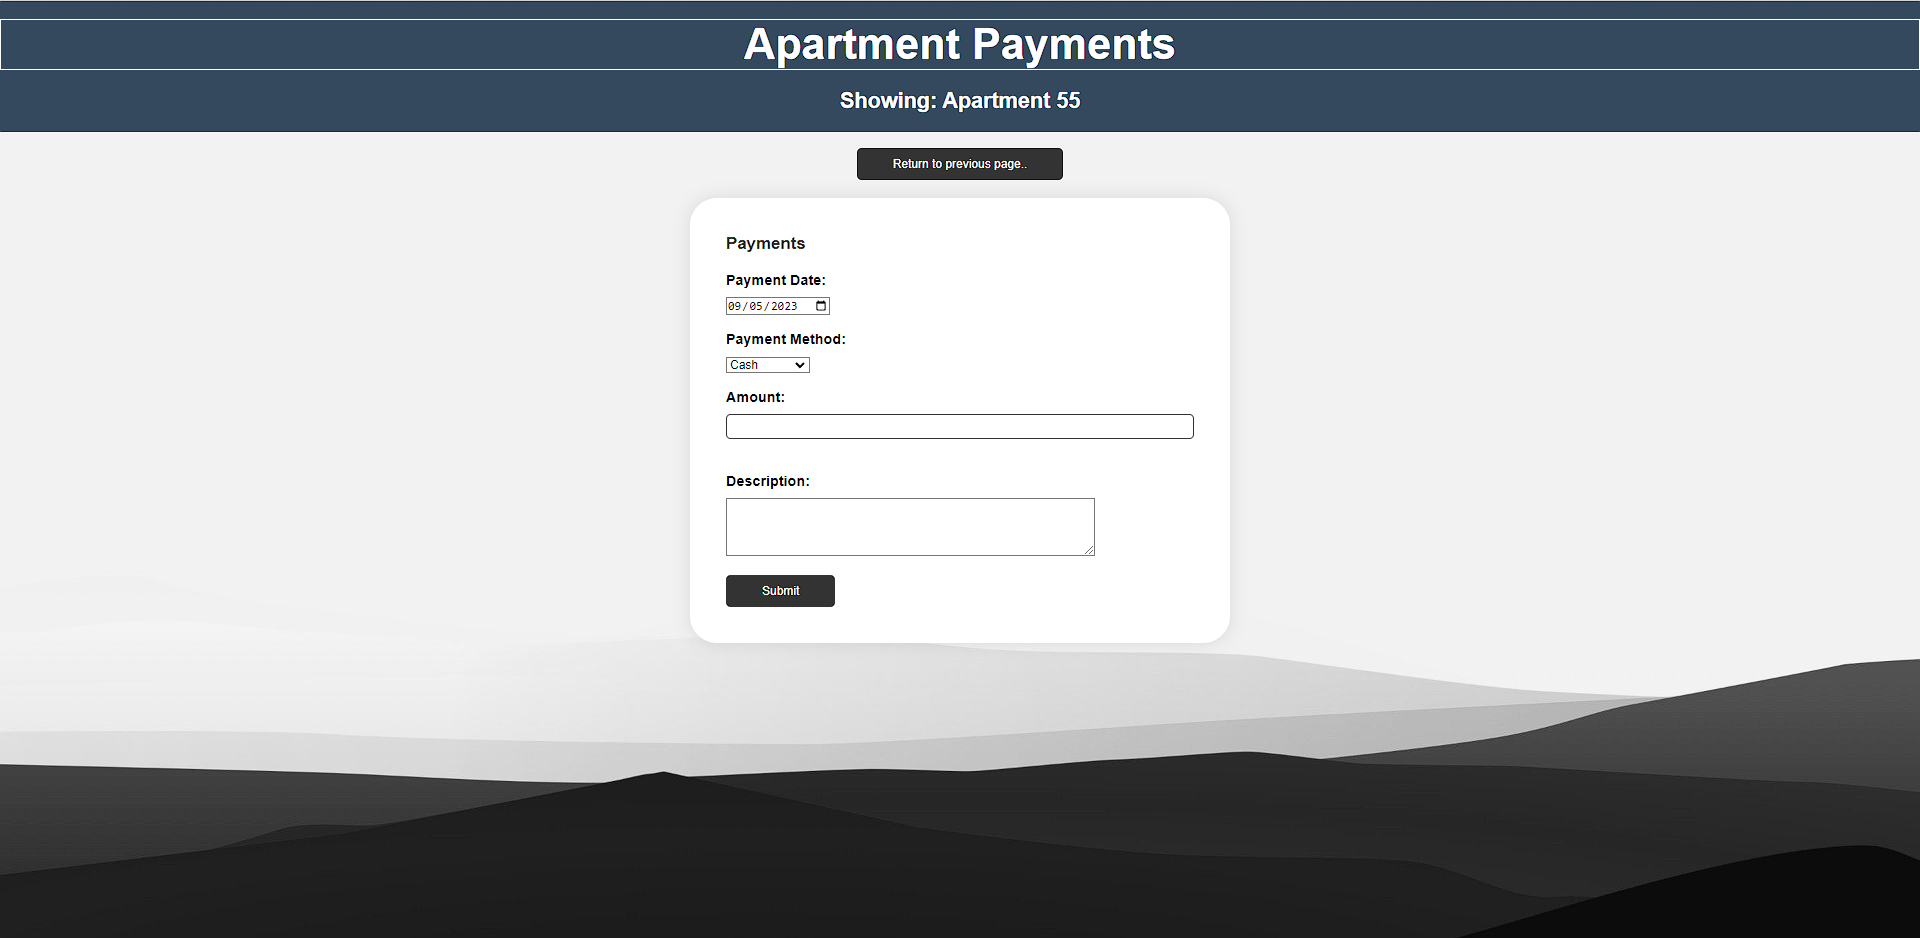 Apartment Payments
Showing: Apartment 55
Return to previous page..
Payments
Payment Date:
09/05/2023
Payment Method:
Cash
Amount:
Description:
Submit